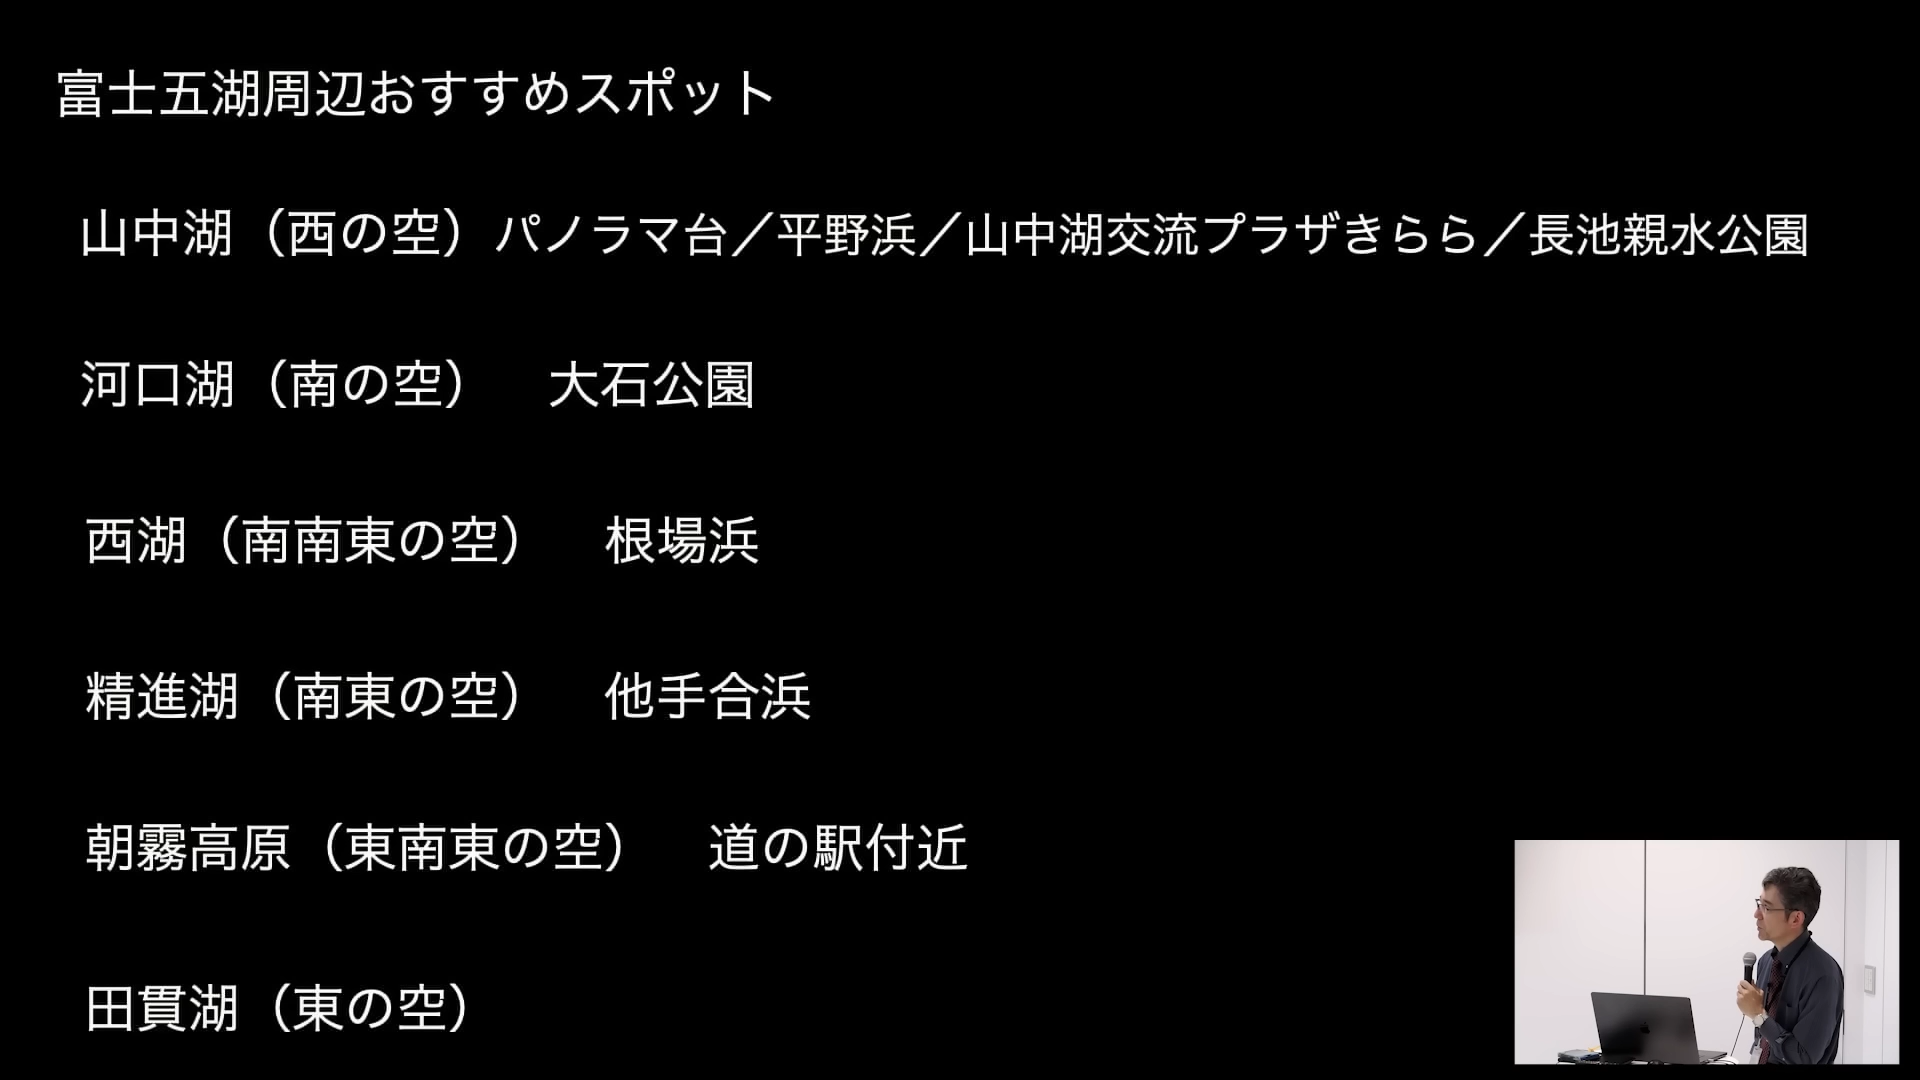 富士五湖周辺おすすめスポット
山中湖（西の空）パノラマ台／平野浜／山中湖交流プラザきらら／長池親水公園
河口湖（南の空）　大石公園
西湖（南南東の空）　根場浜
精進湖（南東の空）　他手合浜
朝霧高原（東南東の空）　道の駅付近
田貫湖（東の空）